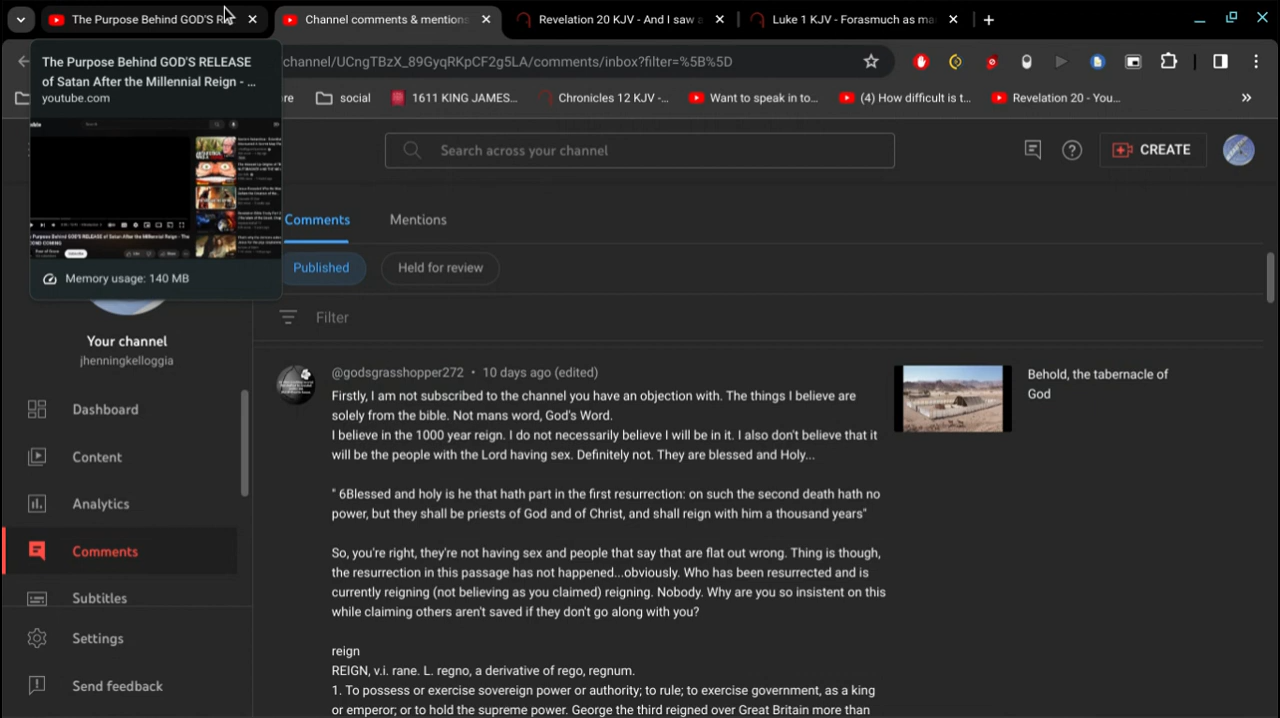 The Purpose Behind GOD'S R
Channel comments & mention
Revelation 20 KJV - And I saw a
Luke 1 KJV - Forasmuch as ma
The Purpose Behind GOD'S RELEASE
of Satan After the Millennial Reign - ...
youtube.com
channel/UCngTBzX_89GyqRKpCF2g5LA/comments/inbox?filter=%5B%5D
re
social
1611 KING JAMES...
Chronicles 12 KJV -...
Want to speak in to...
(4) How difficult is t...
Revelation 20 - You...
»
Search across your channel
CREATE
Comments
Mentions
Memory usage: 140 MB
Published
Held for review
Filter
Your channel
jhenningkelloggia
Dashboard
Content
Analytics
Comments
Subtitles
Settings
Send feedback
@godsgrasshopper272 • 10 days ago (edited)
Firstly, I am not subscribed to the channel you have an objection with. The things I believe are
solely from the bible. Not mans word, God's Word.
I believe in the 1000 year reign. I do not necessarily believe I will be in it. I also don't believe that it
will be the people with the Lord having sex. Definitely not. They are blessed and Holy...
" 6Blessed and holy is he that hath part in the first resurrection: on such the second death hath no
power, but they shall be priests of God and of Christ, and shall reign with him a thousand years"
So, you're right, they're not having sex and people that say that are flat out wrong. Thing is though,
the resurrection in this passage has not happened...obviously. Who has been resurrected and is
currently reigning (not believing as you claimed) reigning. Nobody. Why are you so insistent on this
while claiming others aren't saved if they don't go along with you?
reign
REIGN, v.i. rane. L. regno, a derivative of rego, regnum.
1. To possess or exercise sovereign power or authority; to rule; to exercise government, as a king
or emperor; or to hold the supreme power. George the third reigned over Great Britain more than
Behold, the tabernacle of
God